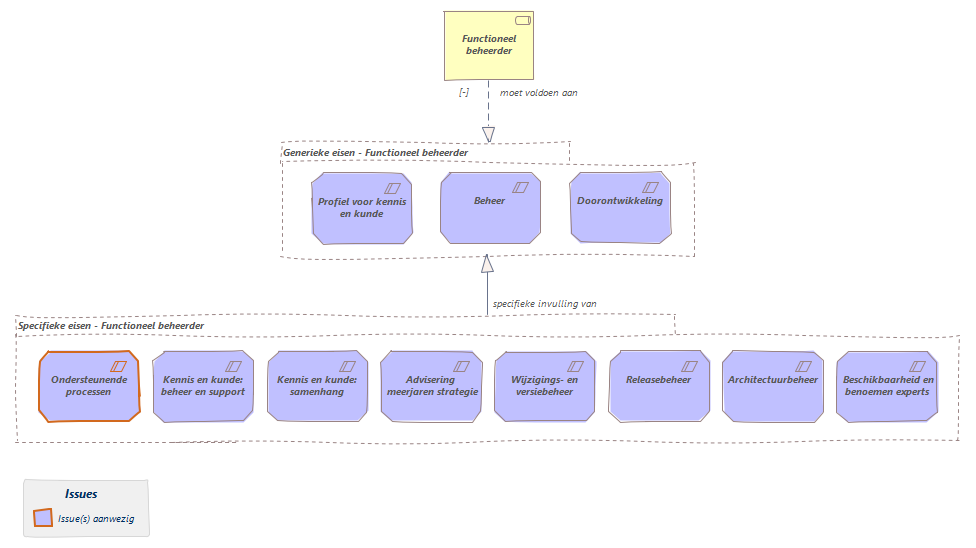 Functioneel
beheerder
[-] moet voldoen aan
Generieke eisen - Functioneel beheerder
Profiel voor kennis
en kunde
Beheer
Doorontwikkeling
specifieke invulling van
Specifieke eisen - Functioneel beheerder
Ondersteunende
processen
Kennis en kunde:
beheer en support
Kennis en kunde:
samenhang
Advisering
meerjaren strategie
Wijzigings- en
versiebeheer
Releasebeheer
Architectuurbeheer
Beschikbaarheid en
benoemen experts
Issues
Issue(s) aanwezig